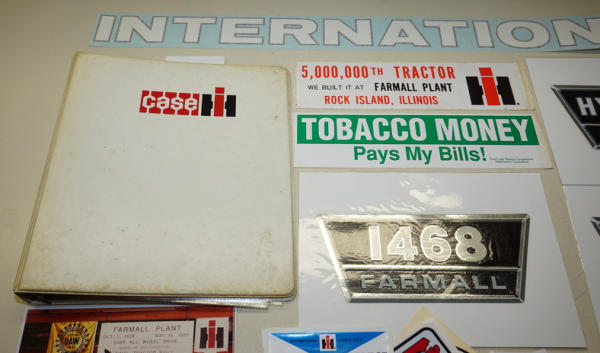 INTERNATION
CASE IH
5,000,000TH TRACTOR
WE BUILT IT AT FARMALL PLANT
ROCK ISLAND, ILLINOIS
TOBACCO MONEY
Pays My Bills!
HY
1468
FARMALL
FARMALL PLANT
UAW